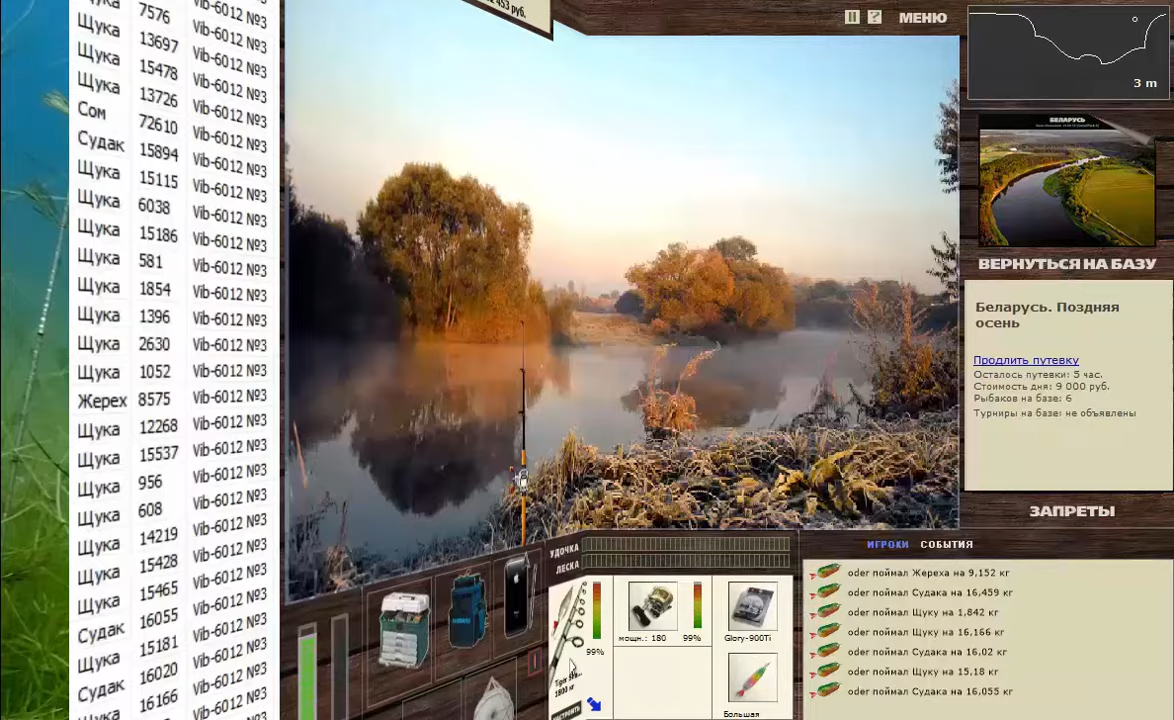 Щука 7576 Vib-6012 №3
Щука 13697 Vib-6012 №3
Щука 15478 Vib-6012 №3
Щука 13726 Vib-6012 №3
Сом 72610 Vib-6012 №3
Судак 15894 Vib-6012 №3
Щука 15115 Vib-6012 №3
Щука 6038 Vib-6012 №3
Щука 15186 Vib-6012 №3
Щука 581 Vib-6012 №3
Щука 1854 Vib-6012 №3
Щука 1396 Vib-6012 №3
Щука 2630 Vib-6012 №3
Щука 1052 Vib-6012 №3
Жерех 8575 Vib-6012 №3
Щука 12268 Vib-6012 №3
Щука 15537 Vib-6012 №3
Щука 956 Vib-6012 №3
Щука 608 Vib-6012 №3
Щука 14219 Vib-6012 №3
Щука 15428 Vib-6012 №3
Щука 15465 Vib-6012 №3
Судак 16055 Vib-6012 №3
Щука 15181 Vib-6012 №3
Судак 16020 Vib-6012 №3
Щука 16166 Vib-6012 №3
453 руб.
МЕНЮ
3 m
БЕЛАРУСЬ
ВЕРНУТЬСЯ НА БАЗУ
Беларусь. Поздняя
осень
Продлить путевку
Осталось путевки: 5 час.
Стоимость дня: 9 000 руб.
Рыбаков на базе: 6
Турниры на базе: не объявлены
ЗАПРЕТЫ
ИГРОКИ СОБЫТИЯ
oder поймал Жереха на 9,152 кг
oder поймал Судака на 16,459 кг
oder поймал Щуку на 1,842 кг
oder поймал Щуку на 16,166 кг
oder поймал Судака на 16,02 кг
oder поймал Щуку на 15,18 кг
oder поймал Судака на 16,055 кг
УДОЧКА
ЛЕСКА
99%
1800 кг
НАСТРОИТЬ
мощн.: 180 99%
Glory-900Ti
Большая